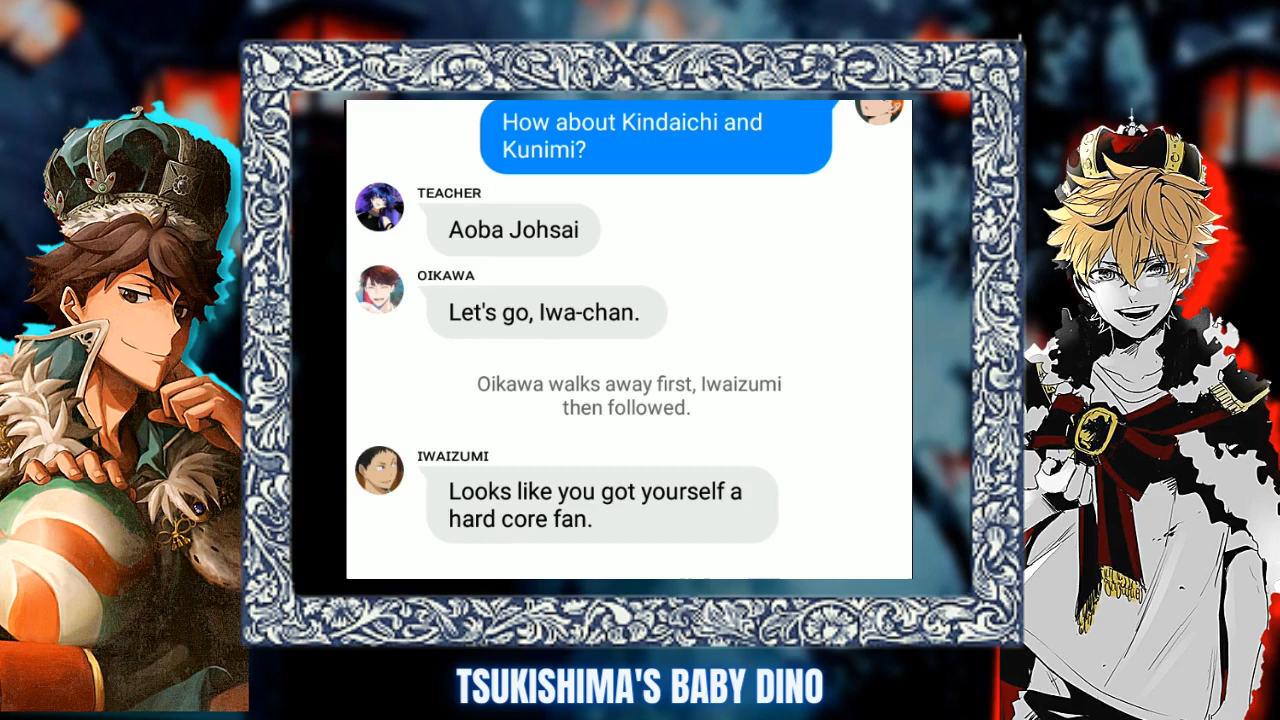 How about Kindaichi and
Kunimi?
TEACHER
Aoba Johsai
OIKAWA
Let's go, Iwa-chan.
Oikawa walks away first, Iwaizumi
then followed.
IWAIZUMI
Looks like you got yourself a
hard core fan.
TSUKISHIMA'S BABY DINO